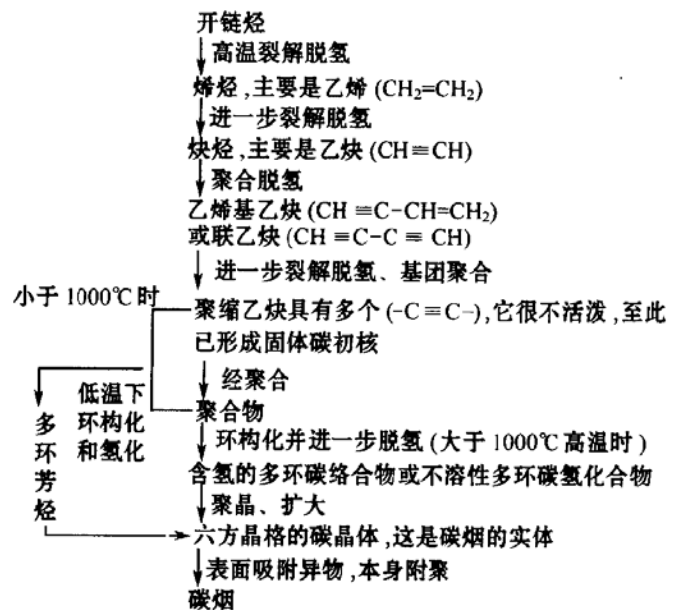 开链烃
高温裂解脱氢
烯烃,主要是乙烯(CH₂=CH₂)
进一步裂解脱氢
炔烃,主要是乙炔(CH≡CH)
聚合脱氢
乙烯基乙炔(CH≡C-CH=CH₂)
或联乙炔(CH≡C-C≡CH)
进一步裂解脱氢、基团聚合
小于1000℃时
聚缩乙炔具有多个(-C≡C-),它很不活泼,至此
已形成固体碳初核
经聚合
低温下
环构化
和氢化
聚合物
多环芳烃
环构化并进一步脱氢(大于1000℃高温时)
含氢的多环碳络合物或不溶性多环碳氢化合物
聚晶、扩大
六方晶格的碳晶体,这是碳烟的实体
表面吸附异物,本身附聚
碳烟